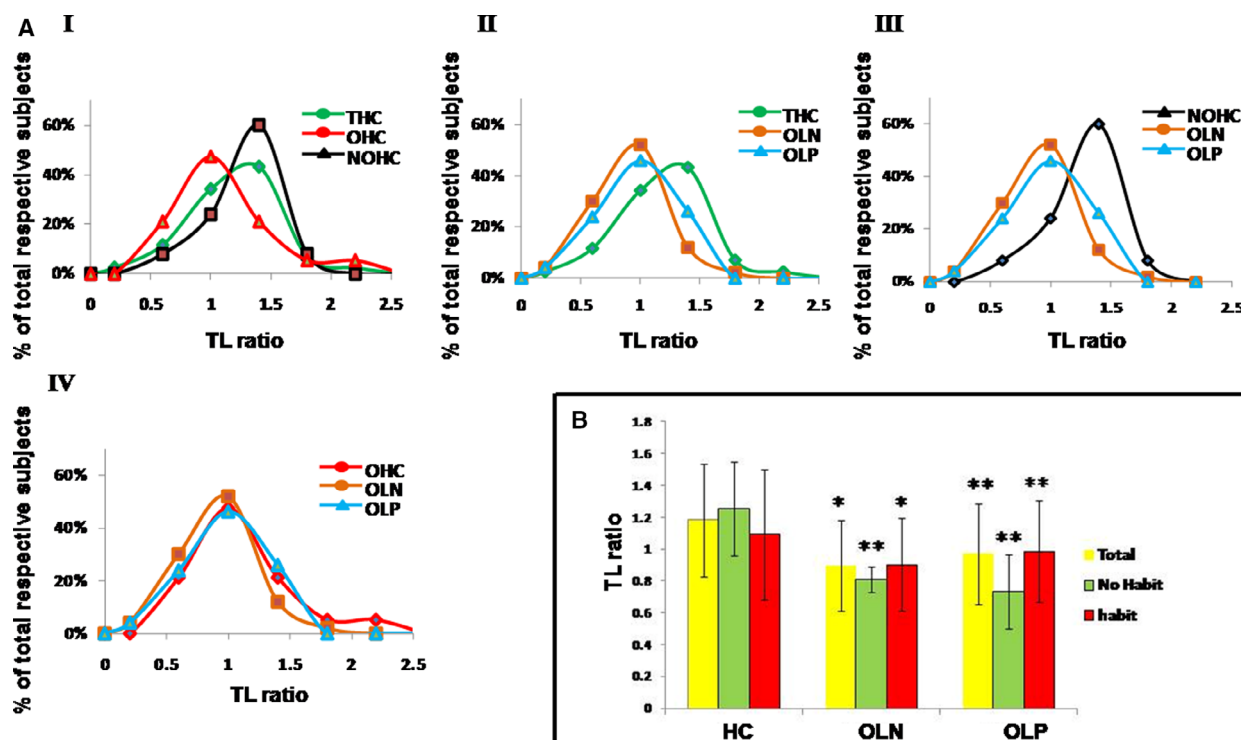 A
I
% of total respective subjects
60%
40%
20%
0%
0 0.5 1 1.5 2 2.5
TL ratio
THC
OHC
NOHC
II
% of total respective subjects
60%
40%
20%
0%
0 0.5 1 1.5 2 2.5
TL ratio
THC
OLN
OLP
III
% of total respective subjects
60%
40%
20%
0%
0 0.5 1 1.5 2 2.5
TL ratio
NOHC
OLN
OLP
IV
% of total respective subjects
60%
40%
20%
0%
0 0.5 1 1.5 2 2.5
TL ratio
OHC
OLN
OLP
B
TL ratio
1.8
1.6
1.4
1.2
1
0.8
0.6
0.4
0.2
0
* ** *
** ** **
HC OLN OLP
Total
No Habit
habit